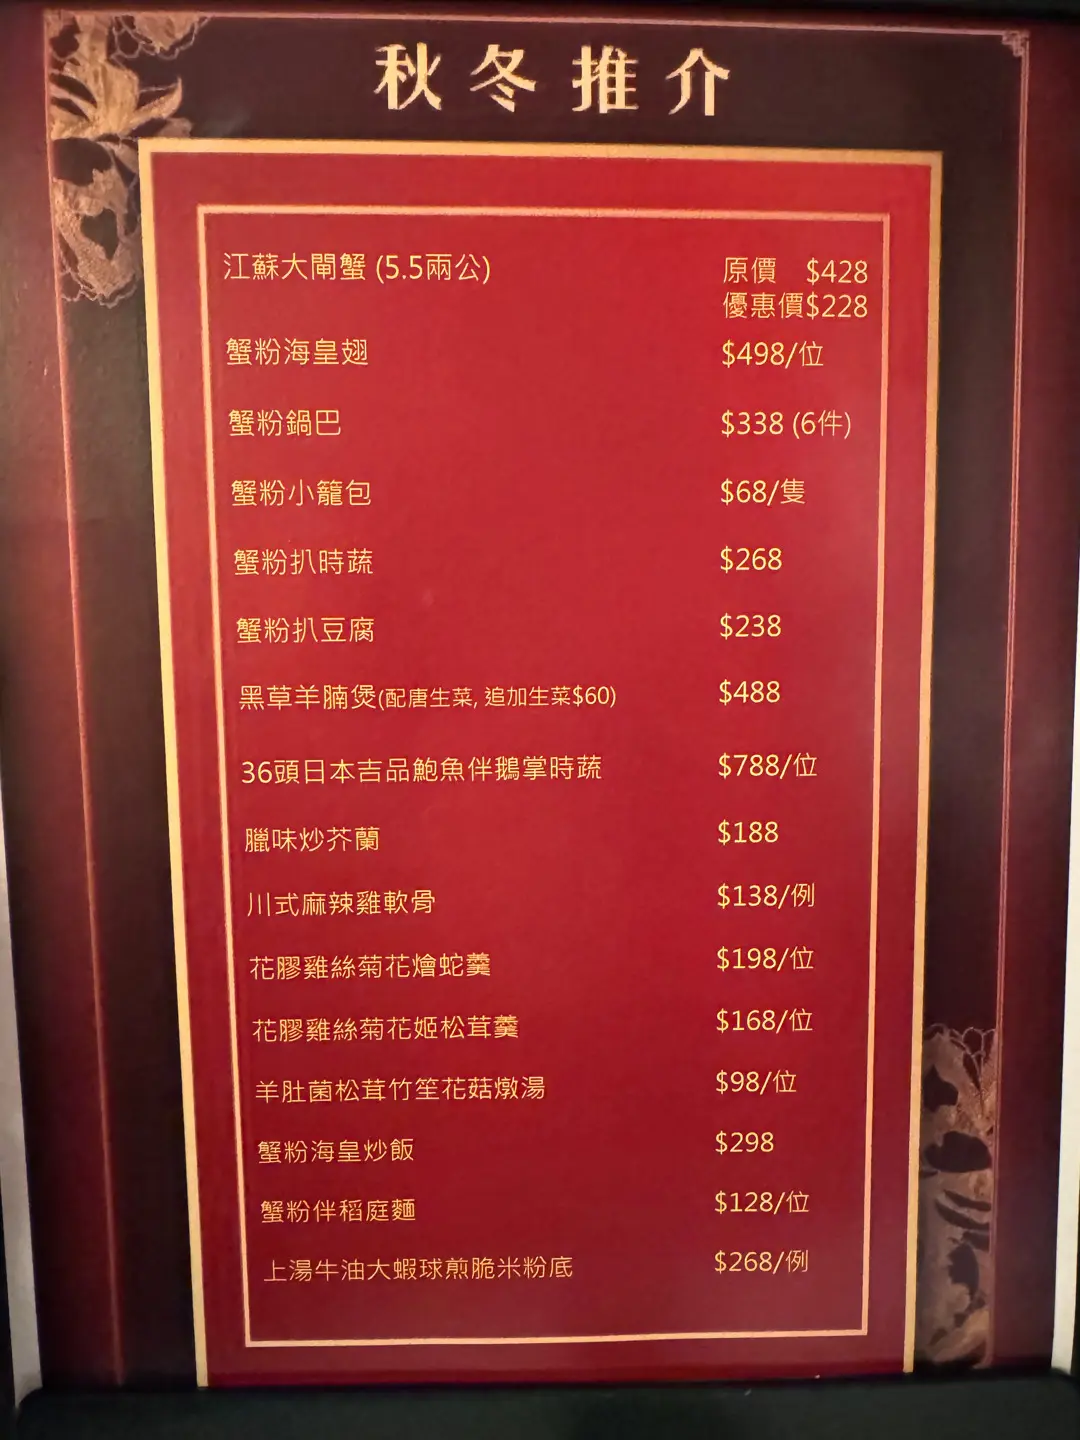 秋冬推介
江蘇大閘蟹 (5.5兩公) 原價 $428
優惠價$228
蟹粉海皇翅 $498/位
蟹粉鍋巴 $338 (6件)
蟹粉小籠包 $68/隻
蟹粉扒時蔬 $268
蟹粉扒豆腐 $238
黑草羊腩煲(配唐生菜, 追加生菜$60) $488
36頭日本吉品鮑魚伴鵝掌時蔬 $788/位
臘味炒芥蘭 $188
川式麻辣雞軟骨 $138/例
花膠雞絲菊花燴蛇羹 $198/位
花膠雞絲菊花姬松茸羹 $168/位
羊肚菌松茸竹笙花菇燉湯 $98/位
蟹粉海皇炒飯 $298
蟹粉伴稻庭麵 $128/位
上湯牛油大蝦球煎脆米粉底 $268/例